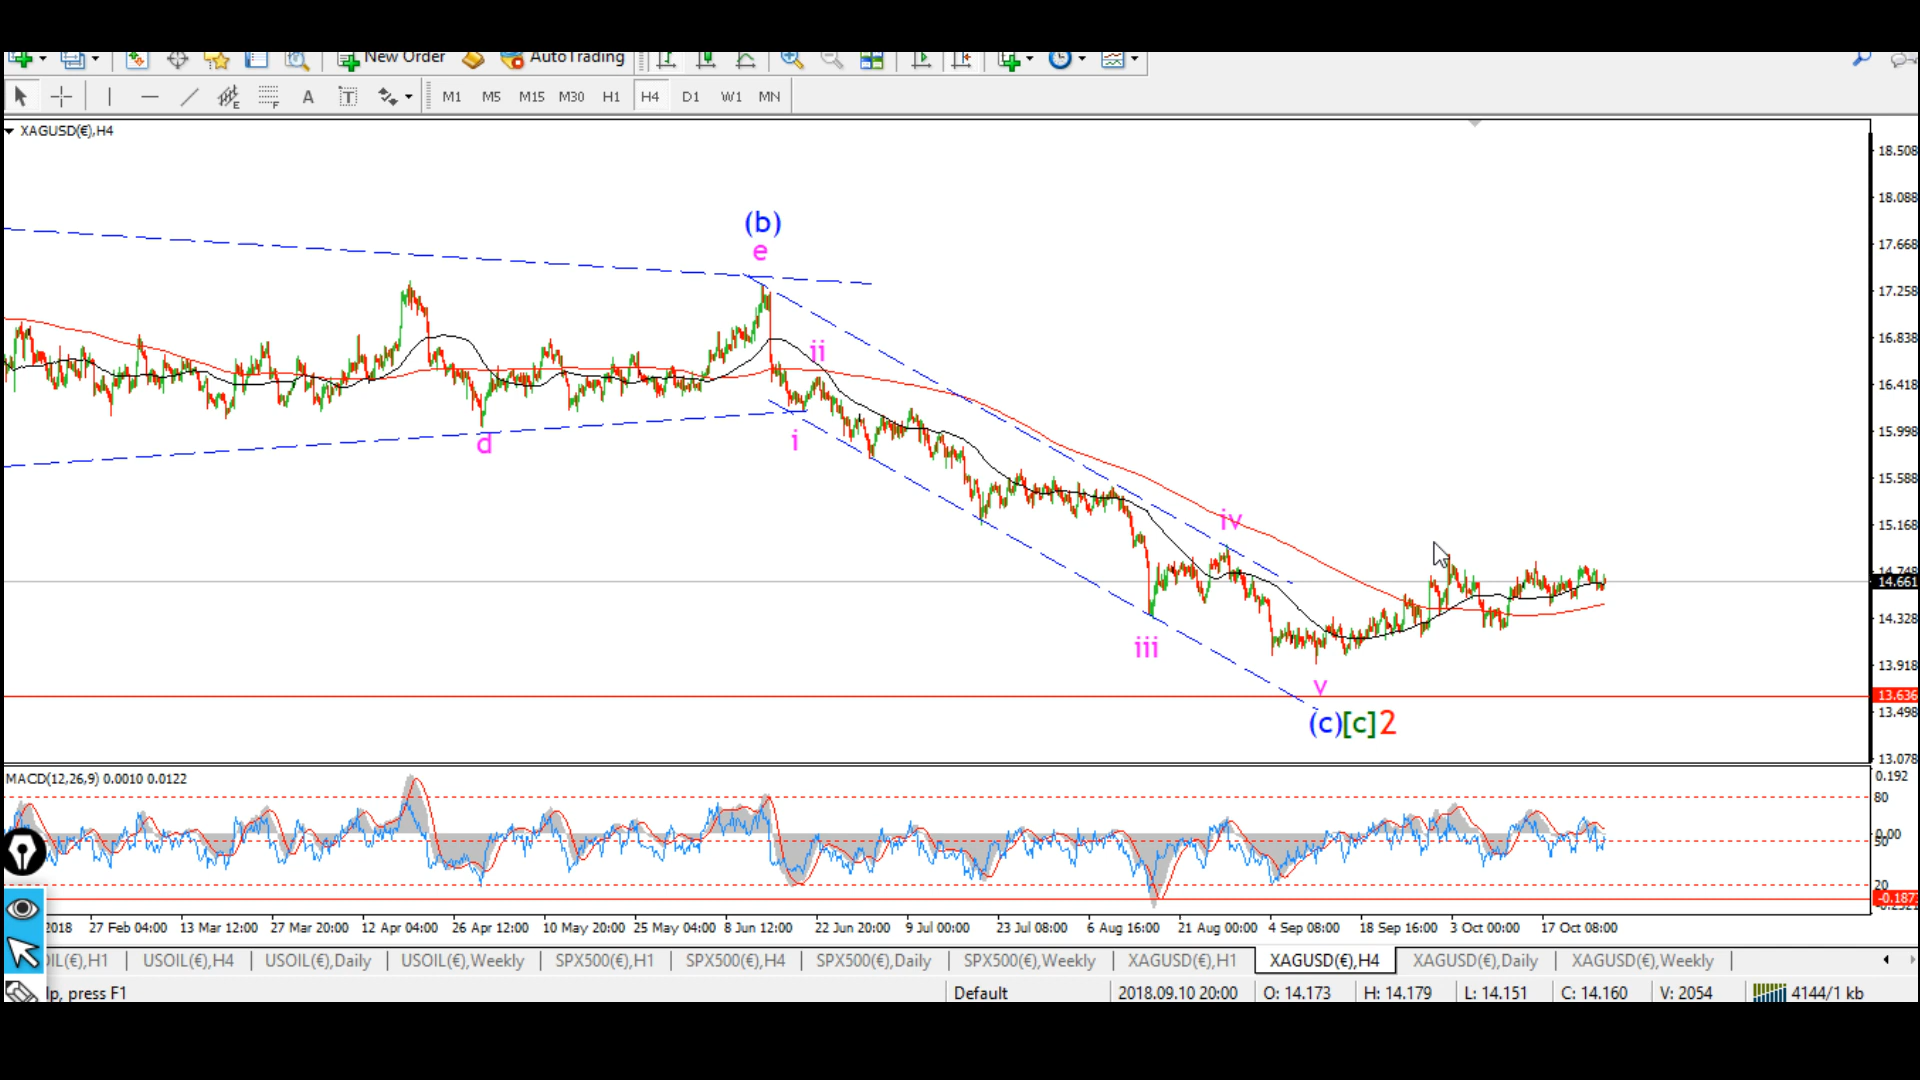 New Order AutoTrading
E F A T M1 M5 M15 M30 H1 H4 D1 W1 MN
XAGUSD(€),H4
18.508
18.088
17.668
17.258
16.838
16.418
15.998
15.588
15.168
14.748
14.661
14.328
13.918
13.636
13.498
13.078
(b)
e
ii
d
i
iv
iii
v
(c)[c]2
MACD(12,26,9) 0.0010 0.0122
0.192
80
0.00
50
20
-0.187
2018 27 Feb 04:00 13 Mar 12:00 27 Mar 20:00 12 Apr 04:00 26 Apr 12:00 10 May 20:00 25 May 04:00 8 Jun 12:00 22 Jun 20:00 9 Jul 00:00 23 Jul 08:00 6 Aug 16:00 21 Aug 00:00 4 Sep 08:00 18 Sep 16:00 3 Oct 00:00 17 Oct 08:00
OIL(€),H1 USOIL(€),H4 USOIL(€),Daily USOIL(€),Weekly SPX500(€),H1 SPX500(€),H4 SPX500(€),Daily SPX500(€),Weekly XAGUSD(€),H1 XAGUSD(€),H4 XAGUSD(€),Daily XAGUSD(€),Weekly
lp, press F1 Default 2018.09.10 20:00 O: 14.173 H: 14.179 L: 14.151 C: 14.160 V: 2054 4144/1 kb